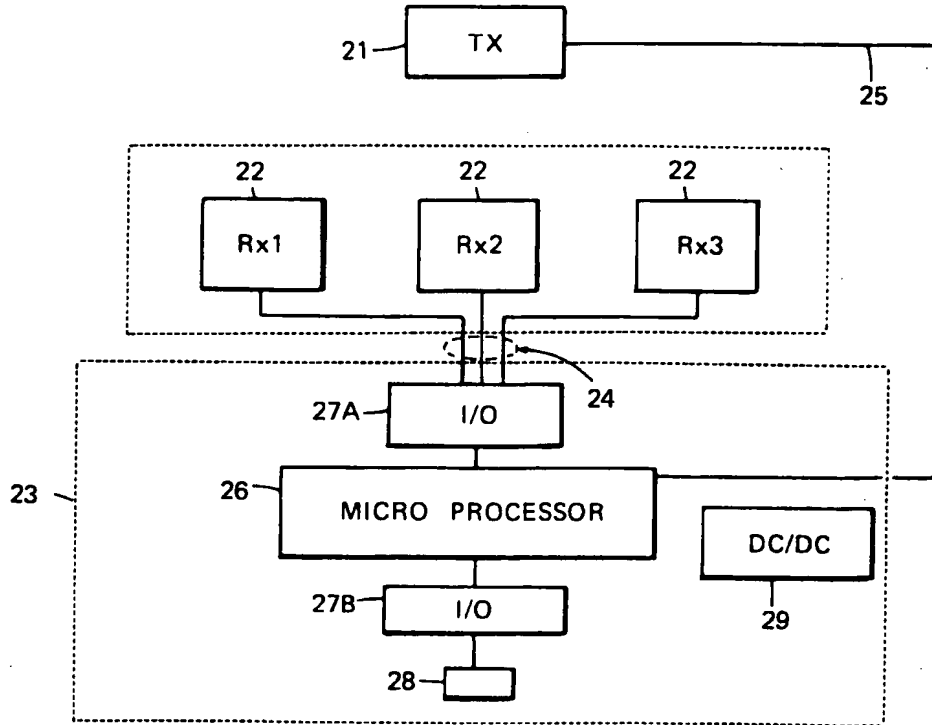 21
TX
25
22
22
22
Rx1
Rx2
Rx3
24
27A
I/O
23
26
MICRO PROCESSOR
DC/DC
27B
I/O
29
28